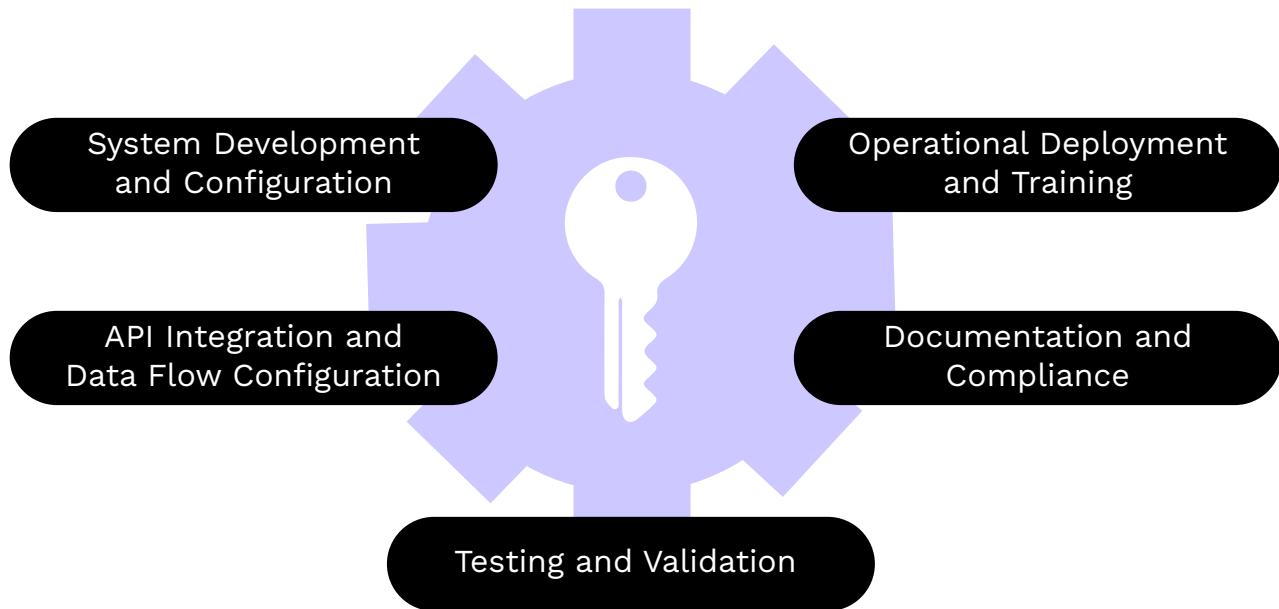 System Development
and Configuration
Operational Deployment
and Training
API Integration and
Data Flow Configuration
Documentation and
Compliance
Testing and Validation